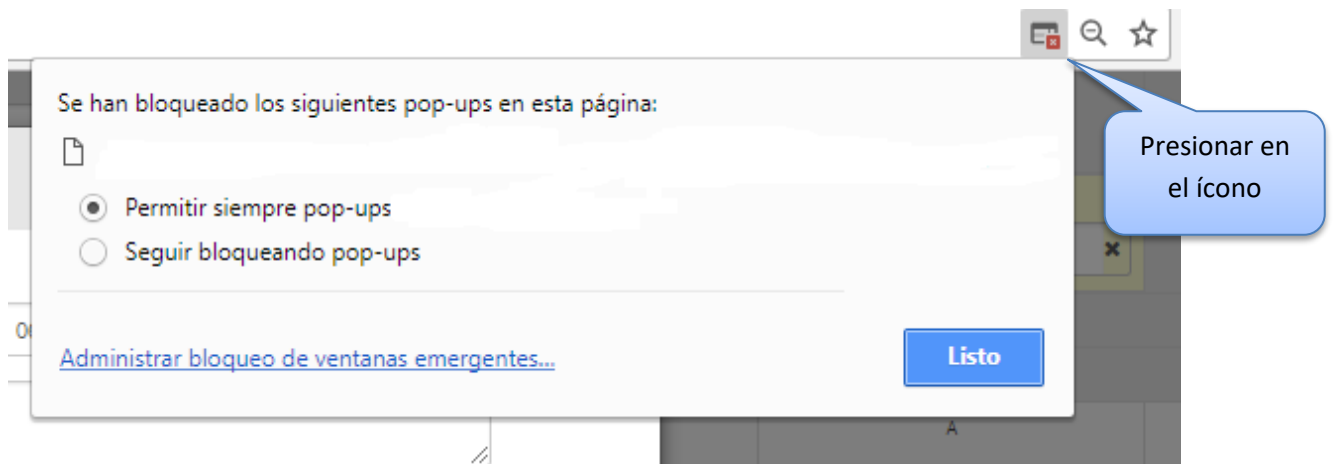 Se han bloqueado los siguientes pop-ups en esta página:
Permitir siempre pop-ups
Seguir bloqueando pop-ups
Administrar bloqueo de ventanas emergentes...
Listo
Presionar en
el ícono
A